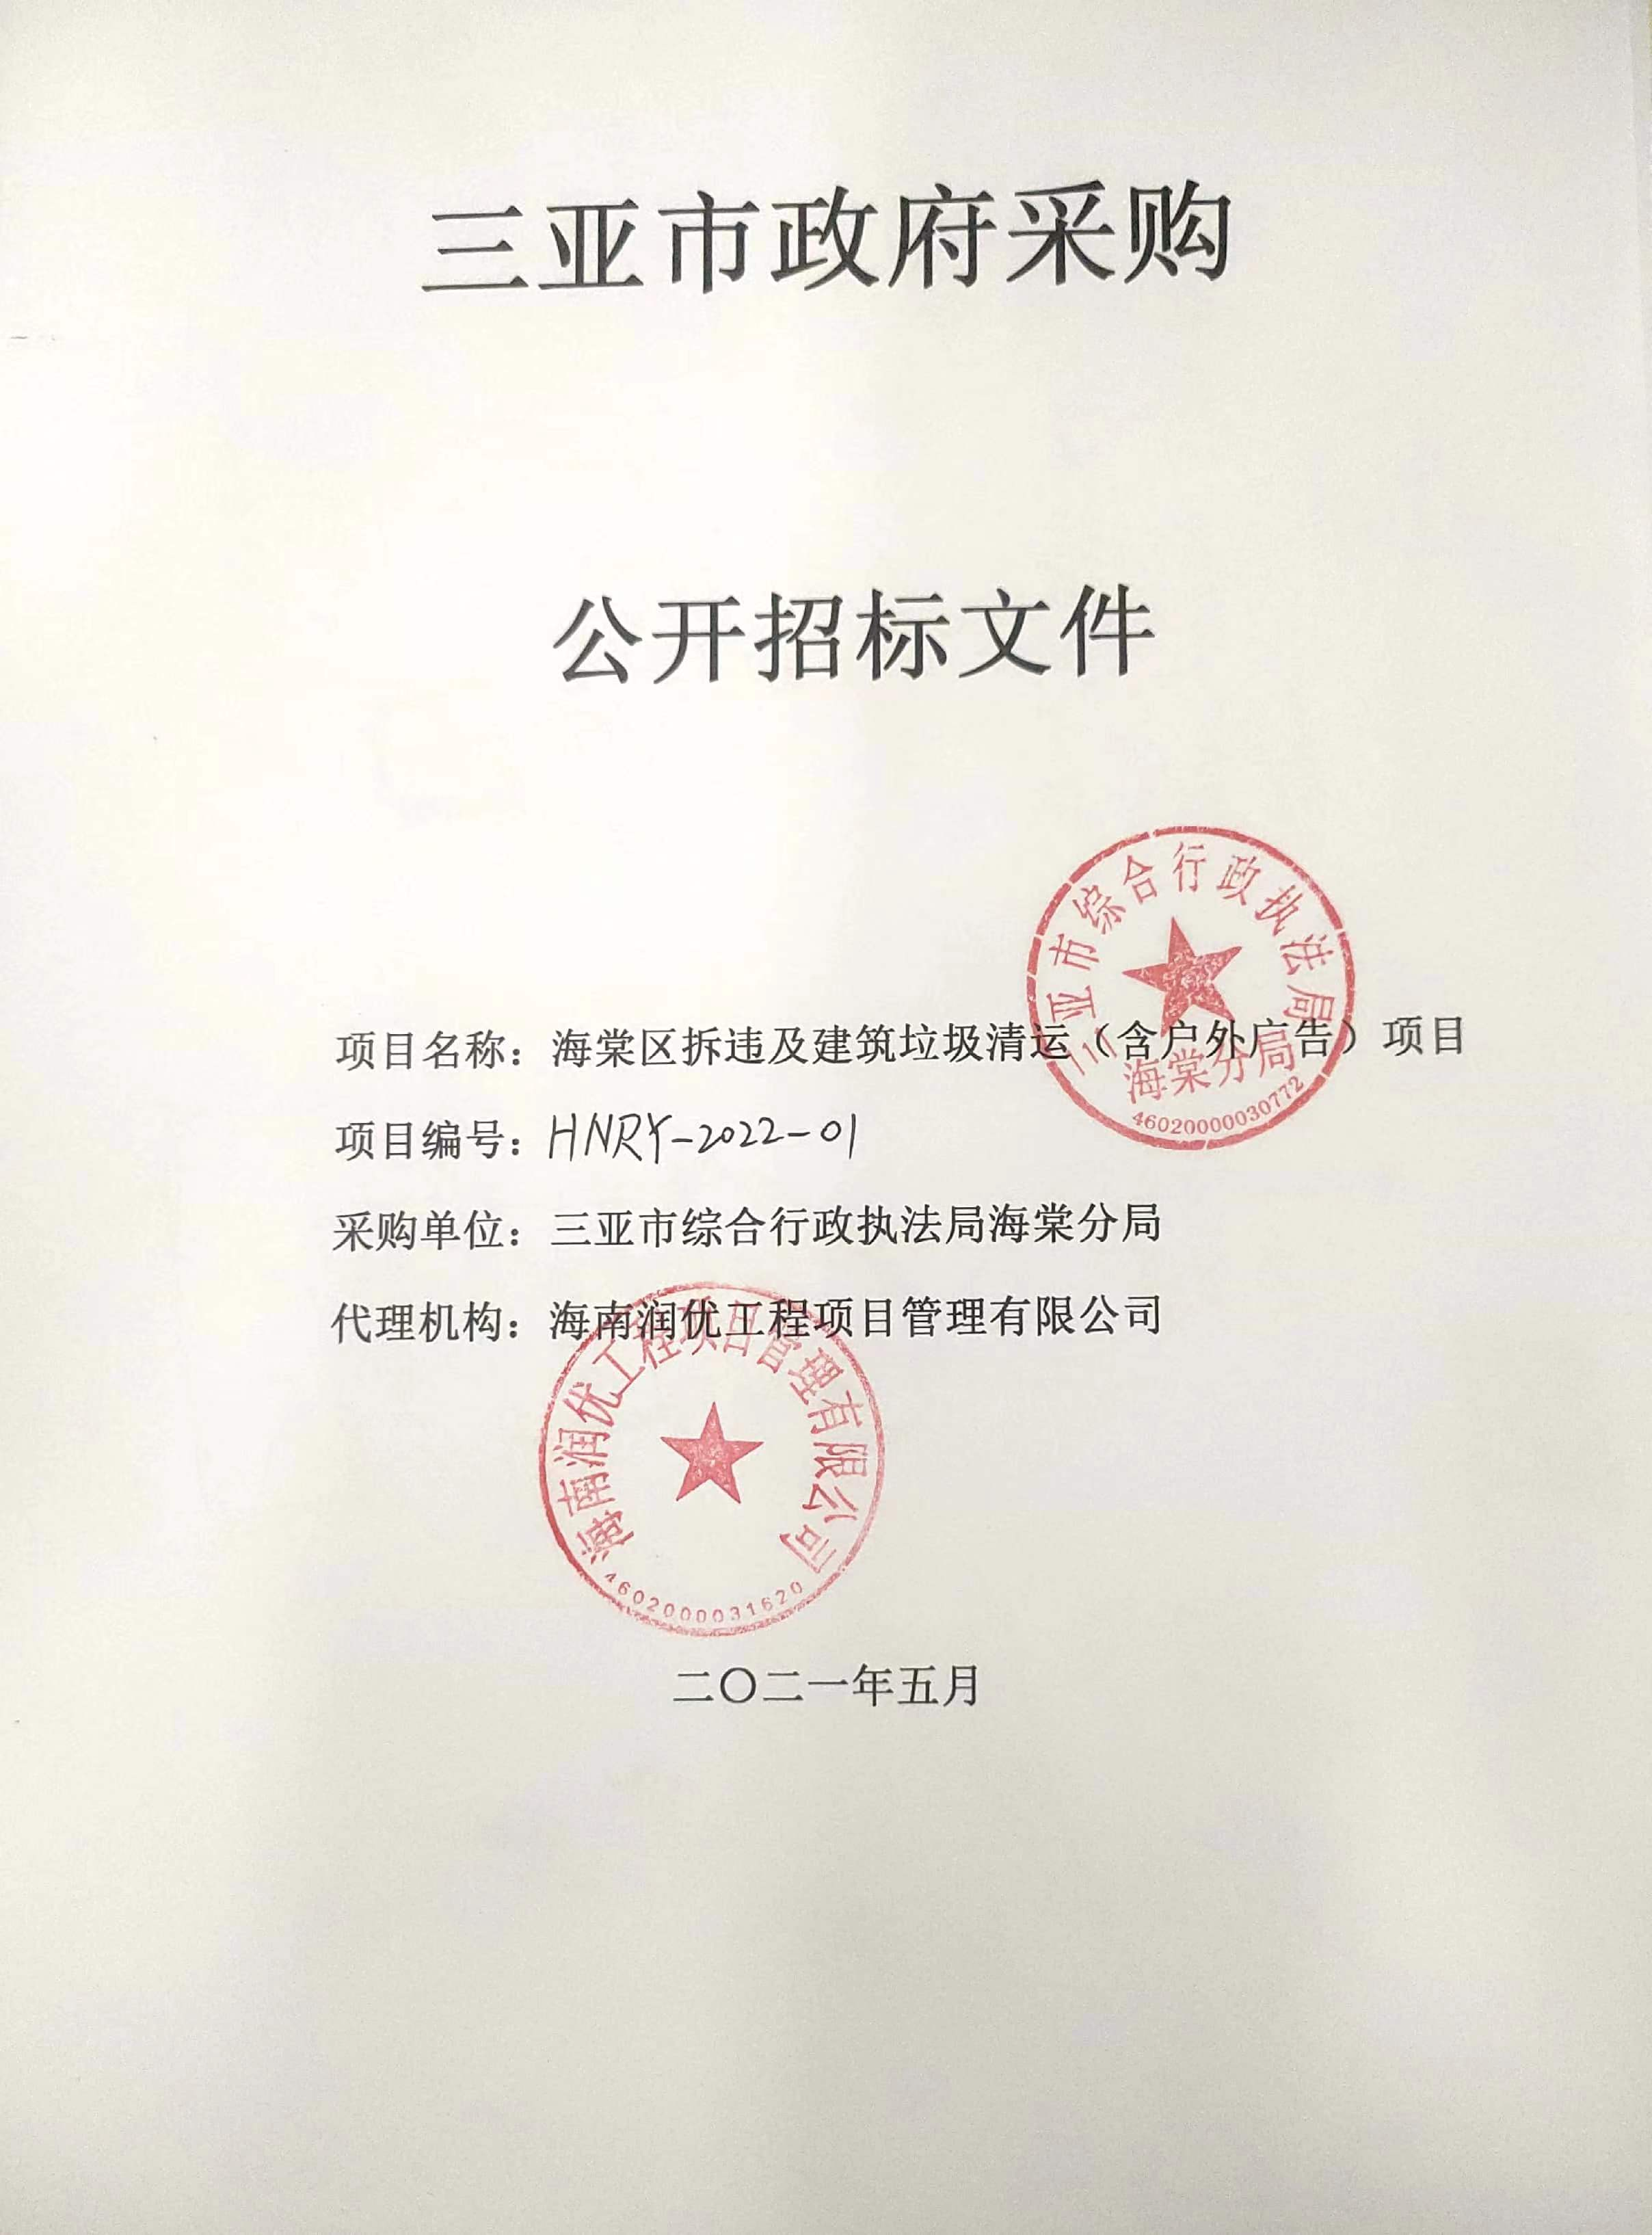 三亚市政府采购
公开招标文件
三亚市综合行政执法局
海棠分局
46020000030772
项目名称：海棠区拆违及建筑垃圾清运（含户外广告）项目
项目编号：HNRY-2022-01
采购单位：三亚市综合行政执法局海棠分局
代理机构：海南润优工程项目管理有限公司
海南润优工程项目管理有限公司
4602000031620
二〇二一年五月